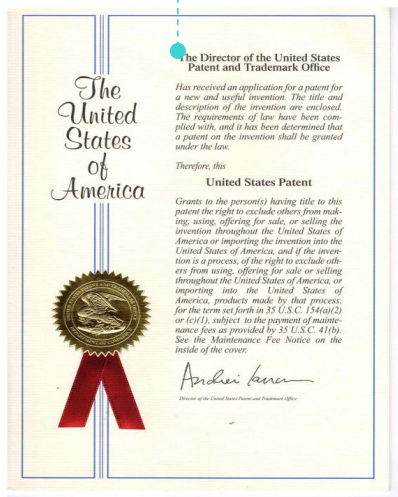 The
United
States
of
America
The Director of the United States
Patent and Trademark Office
Has received an application for a patent for
a new and useful invention. The title and
description of the invention are enclosed.
The requirements of law have been com-
plied with, and it has been determined that
a patent on the invention shall be granted
under the law.
Therefore, this
United States Patent
Grants to the person(s) having title to this
patent the right to exclude others from mak-
ing, using, offering for sale, or selling the
invention throughout the United States of
America or importing the invention into the
United States of America, and if the inven-
tion is a process, of the right to exclude oth-
ers from using, offering for sale or selling
throughout the United States of America, or
importing into the United States of
America, products made by that process,
for the term set forth in 35 U.S.C. 154(a)(2)
or (c)(1), subject to the payment of mainte-
nance fees as provided by 35 U.S.C. 41(b).
See the Maintenance Fee Notice on the
inside of the cover.
Andrei Iancu
Director of the United States Patent and Trademark Office